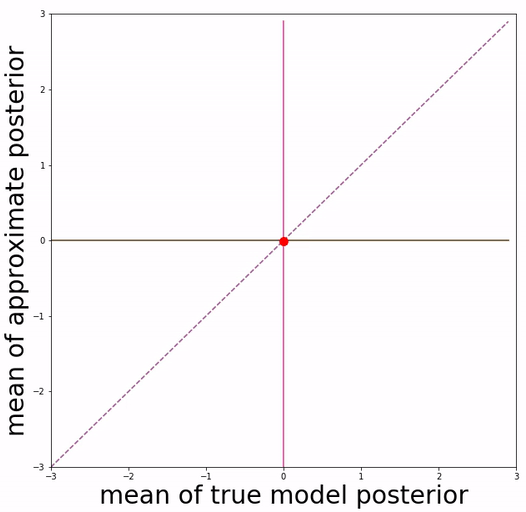 mean of approximate posterior
3
2
1
0
−1
−2
−3
−3 −2 −1 0 1 2 3
mean of true model posterior